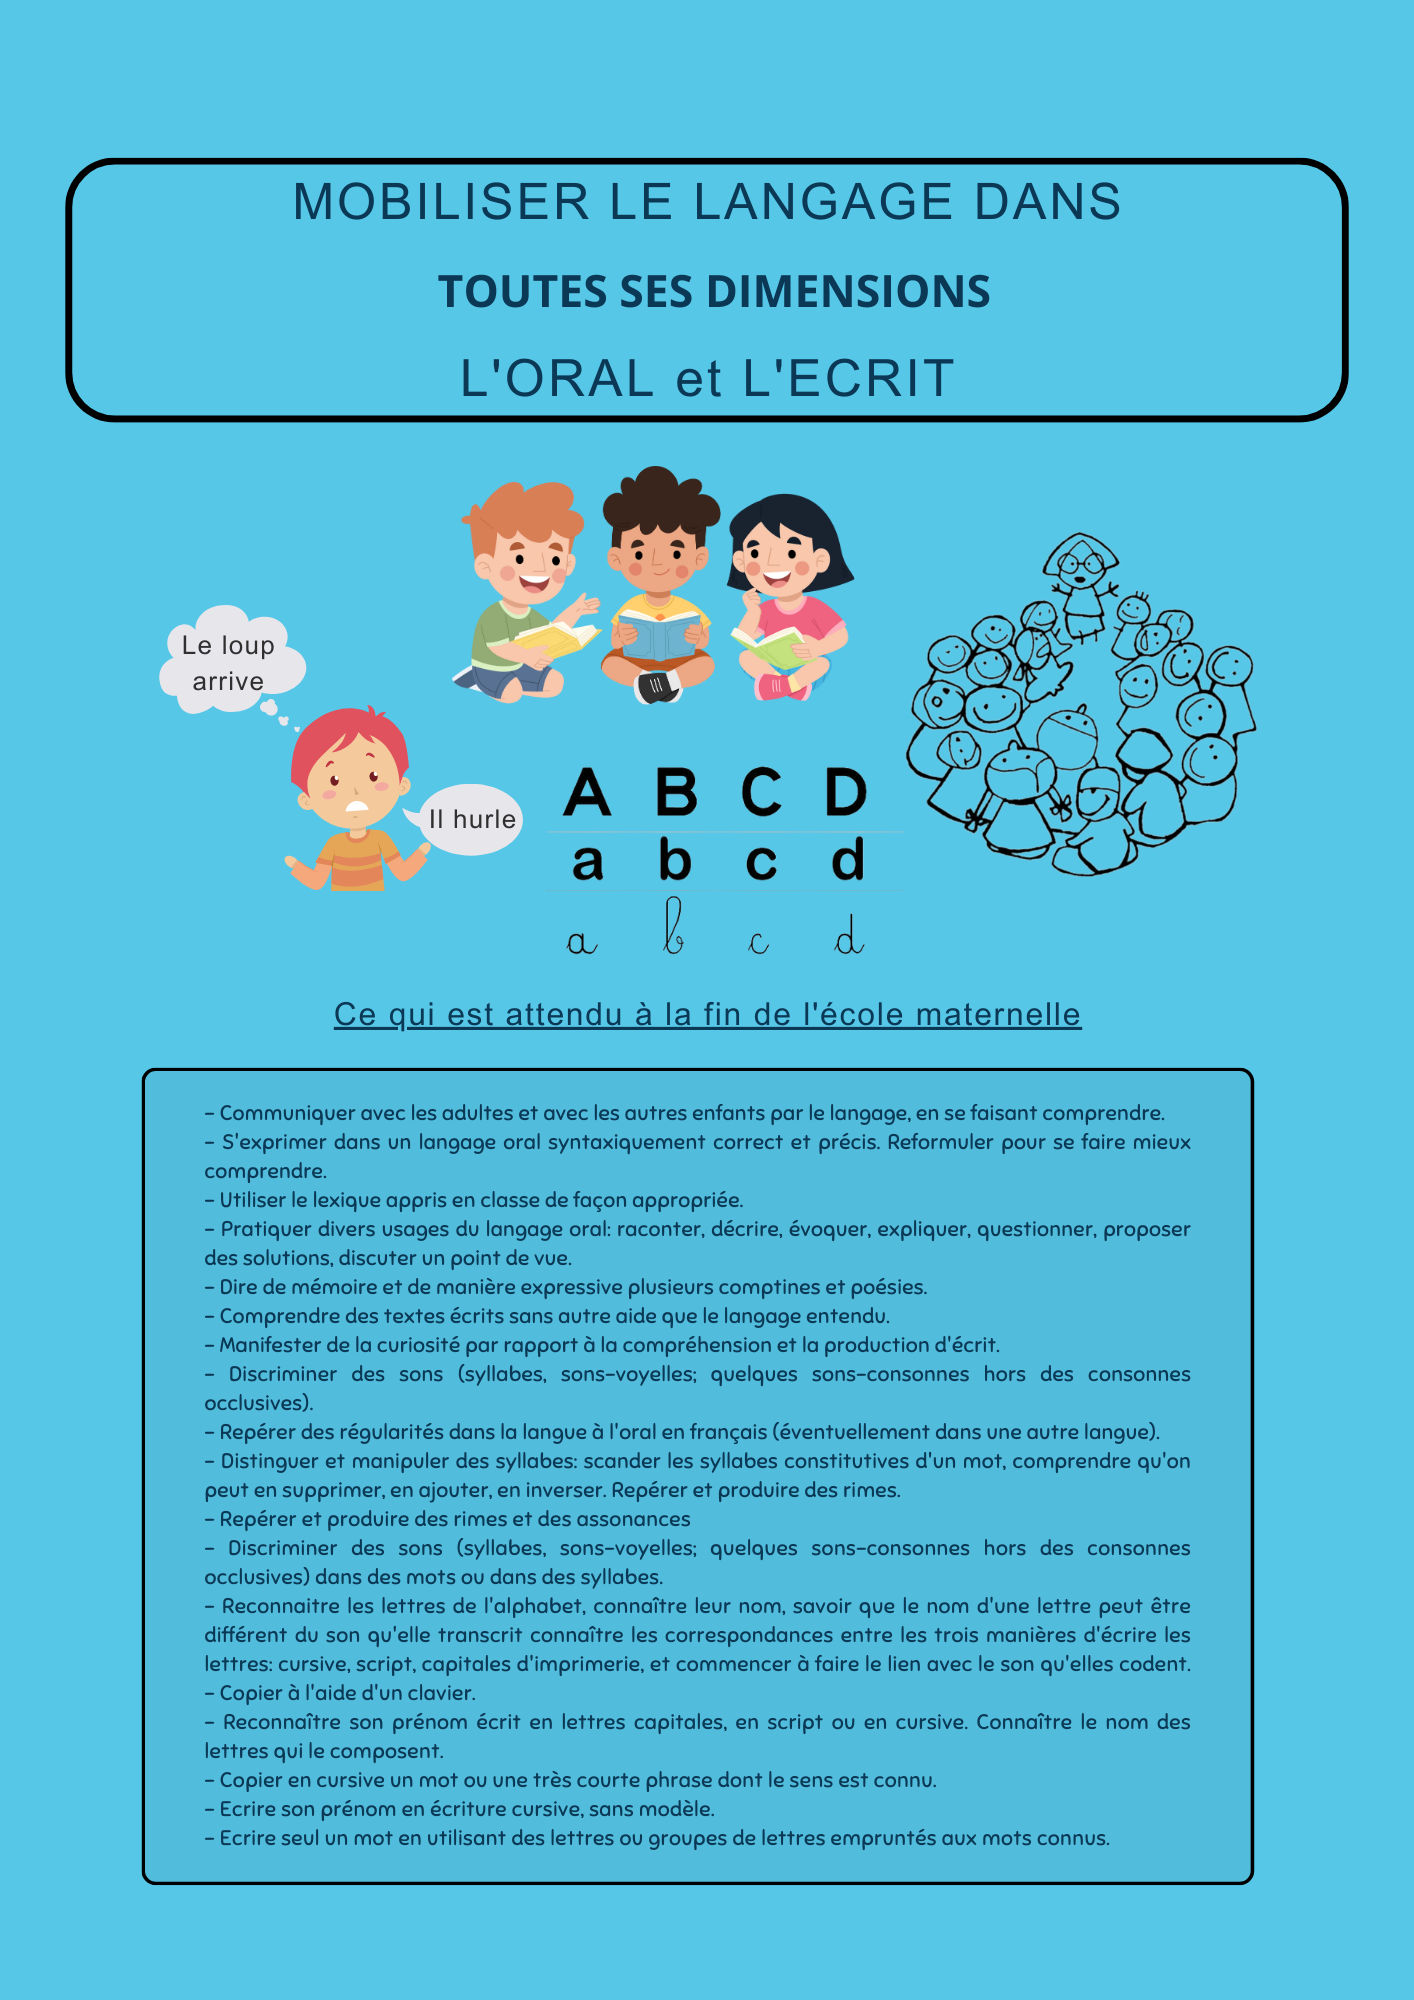 MOBILISER LE LANGAGE DANS
TOUTES SES DIMENSIONS
L'ORAL et L'ECRIT
Le loup
arrive
Il hurle
A B C D
a b c d
a b c d
Ce qui est attendu à la fin de l'école maternelle
- Communiquer avec les adultes et avec les autres enfants par le langage, en se faisant comprendre.
- S'exprimer dans un langage oral syntaxiquement correct et précis. Reformuler pour se faire mieux
comprendre.
- Utiliser le lexique appris en classe de façon appropriée.
- Pratiquer divers usages du langage oral: raconter, décrire, évoquer, expliquer, questionner, proposer
des solutions, discuter un point de vue.
- Dire de mémoire et de manière expressive plusieurs comptines et poésies.
- Comprendre des textes écrits sans autre aide que le langage entendu.
- Manifester de la curiosité par rapport à la compréhension et la production d'écrit.
- Discriminer des sons (syllabes, sons-voyelles; quelques sons-consonnes hors des consonnes
occlusives).
- Repérer des régularités dans la langue à l'oral en français (éventuellement dans une autre langue).
- Distinguer et manipuler des syllabes: scander les syllabes constitutives d'un mot, comprendre qu'on
peut en supprimer, en ajouter, en inverser. Repérer et produire des rimes.
- Repérer et produire des rimes et des assonances
- Discriminer des sons (syllabes, sons-voyelles; quelques sons-consonnes hors des consonnes
occlusives) dans des mots ou dans des syllabes.
- Reconnaitre les lettres de l'alphabet, connaître leur nom, savoir que le nom d'une lettre peut être
différent du son qu'elle transcrit connaître les correspondances entre les trois manières d'écrire les
lettres: cursive, script, capitales d'imprimerie, et commencer à faire le lien avec le son qu'elles codent.
- Copier à l'aide d'un clavier.
- Reconnaître son prénom écrit en lettres capitales, en script ou en cursive. Connaître le nom des
lettres qui le composent.
- Copier en cursive un mot ou une très courte phrase dont le sens est connu.
- Ecrire son prénom en écriture cursive, sans modèle.
- Ecrire seul un mot en utilisant des lettres ou groupes de lettres empruntés aux mots connus.